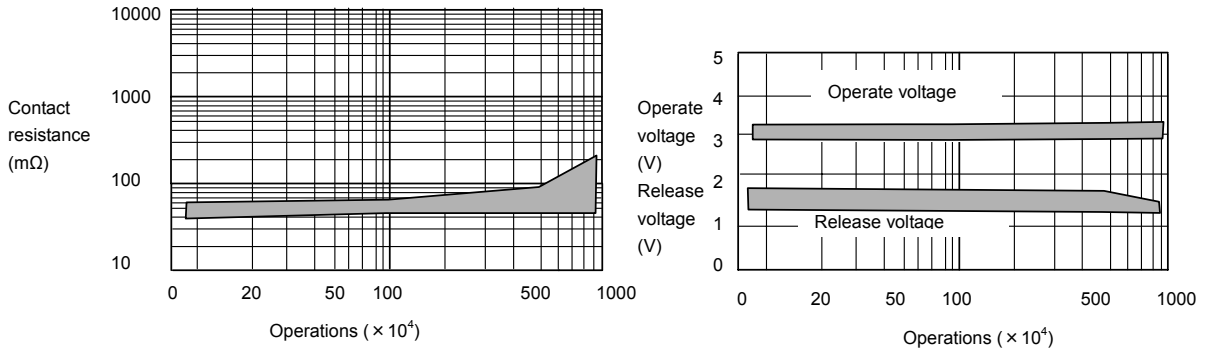 10000
1000
100
10
Contact
resistance
(mΩ)
0 20 50 100 500 1000
Operations (×10⁴)
5
4
3
2
1
0
Operate
voltage
(V)
Release
voltage
(V)
Operate voltage
Release voltage
0 20 50 100 500 1000
Operations (×10⁴)